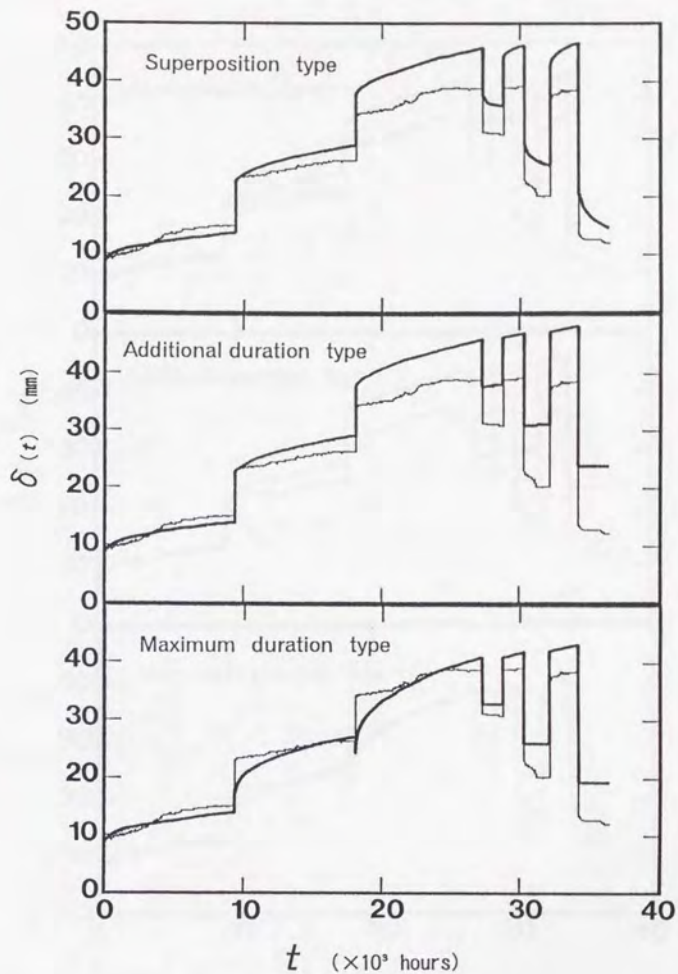 50
40
30
20
10
0
Superposition type
40
30
20
10
0
Additional duration type
40
30
20
10
0
Maximum duration type
δ (t) (mm)
0 10 20 30 40
t (×10³ hours)